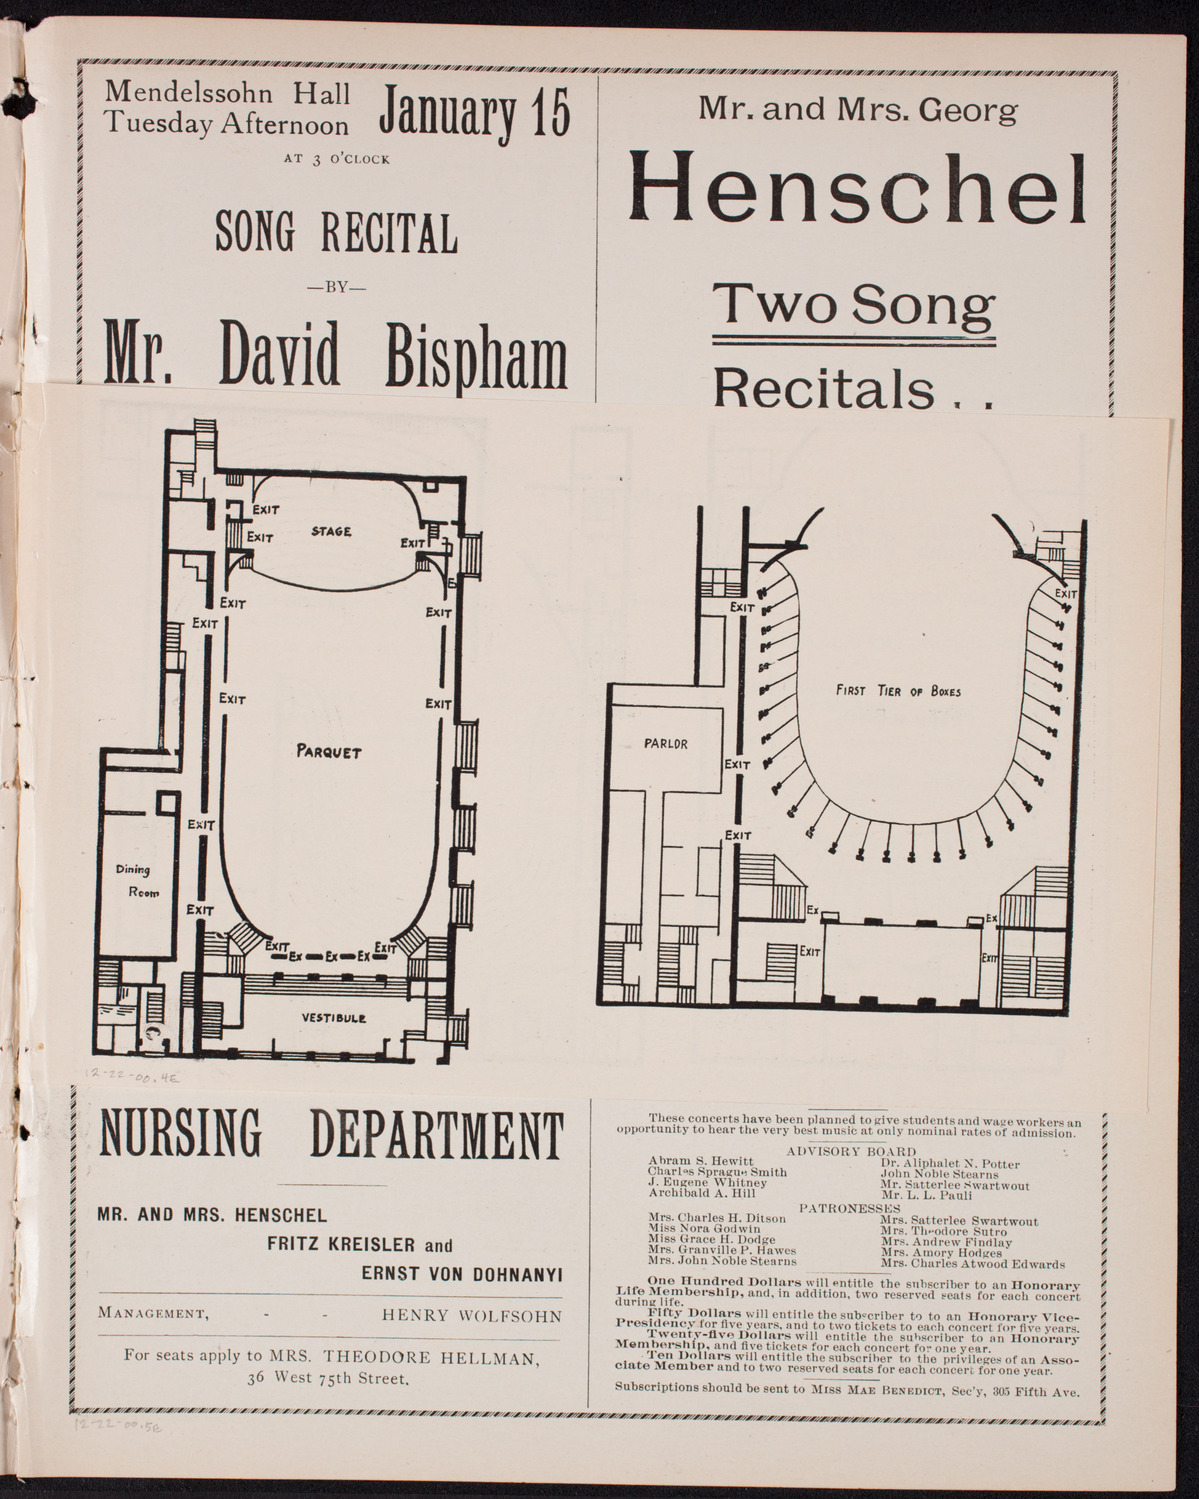 Mendelssohn Hall
Tuesday Afternoon
January 15
AT 3 O'CLOCK
SONG RECITAL
—BY—
Mr. David Bispham
Mr. and Mrs. Georg
Henschel
Two Song
Recitals . .
EXIT
STAGE
EXIT
EXIT
EXIT
EXIT
EXIT
EXIT
EXIT
PARQUET
EXIT
Dining
Room
EXIT
EXIT
EX
EX
EX
EXIT
VESTIBULE
12-22-00.4E
EXIT
EXIT
FIRST TIER OF BOXES
PARLOR
EXIT
EXIT
EX
EX
EXIT
EXIT
NURSING DEPARTMENT
MR. AND MRS. HENSCHEL
FRITZ KREISLER and
ERNST VON DOHNANYI
MANAGEMENT, - - HENRY WOLFSOHN
For seats apply to MRS. THEODORE HELLMAN,
36 West 75th Street.
These concerts have been planned to give students and wage workers an
opportunity to hear the very best music at only nominal rates of admission.
ADVISORY BOARD
Abram S. Hewitt
Charles Sprague Smith
J. Eugene Whitney
Archibald A. Hill
Dr. Aliphalet N. Potter
John Noble Stearns
Mr. Satterlee Swartwout
Mr. L. L. Pauli
PATRONESSES
Mrs. Charles H. Ditson
Miss Nora Godwin
Miss Grace H. Dodge
Mrs. Granville P. Hawes
Mrs. John Noble Stearns
Mrs. Satterlee Swartwout
Mrs. Theodore Sutro
Mrs. Andrew Findlay
Mrs. Amory Hodges
Mrs. Charles Atwood Edwards
One Hundred Dollars will entitle the subscriber to an Honorary
Life Membership, and, in addition, two reserved seats for each concert
during life.
Fifty Dollars will entitle the subscriber to to an Honorary Vice-
Presidency for five years, and to two tickets to each concert for five years.
Twenty-five Dollars will entitle the subscriber to an Honorary
Membership, and five tickets for each concert for one year.
Ten Dollars will entitle the subscriber to the privileges of an Asso-
ciate Member and to two reserved seats for each concert for one year.
Subscriptions should be sent to MISS MAE BENEDICT, Sec'y, 305 Fifth Ave.
12-22-00.5E